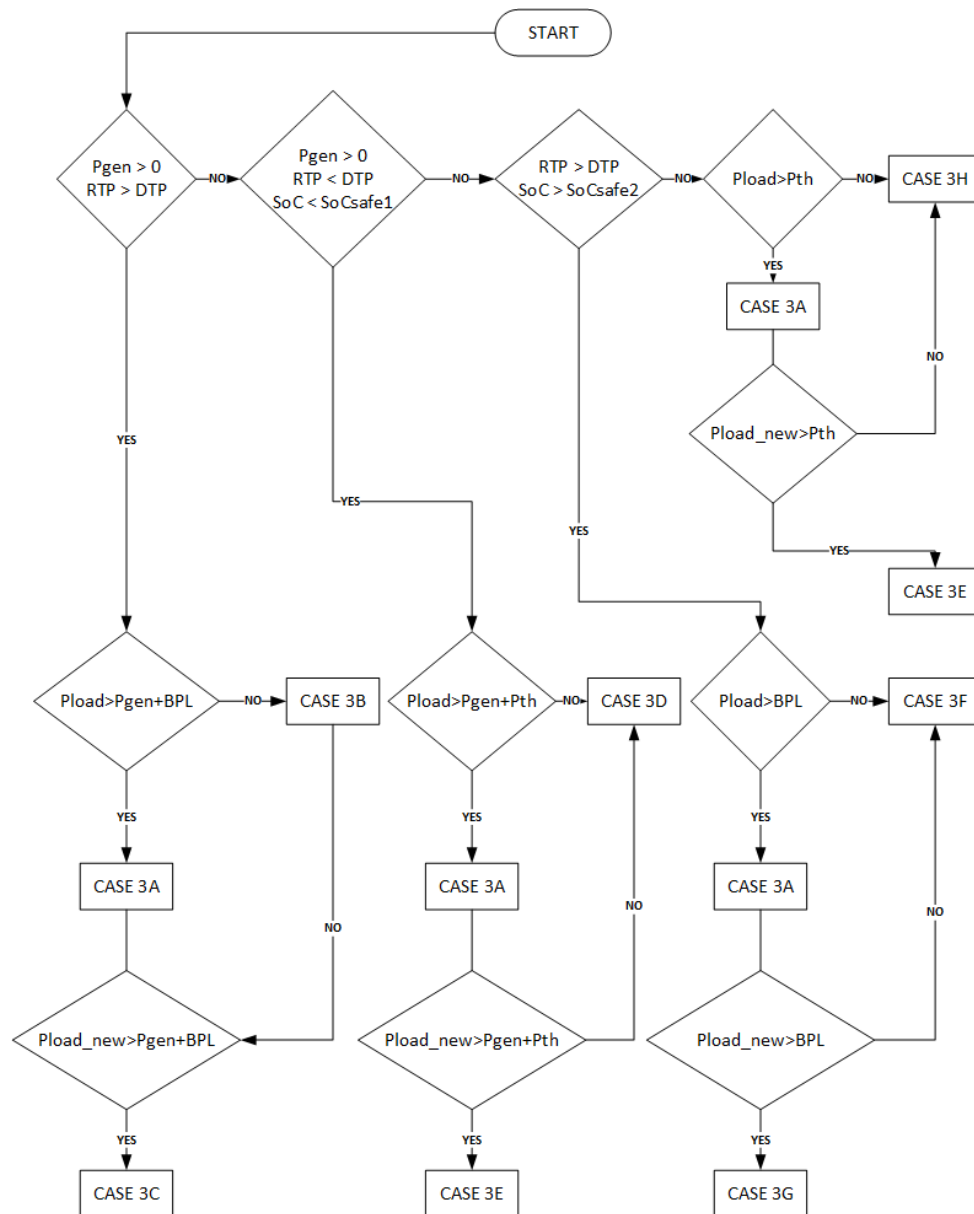 START
Pgen > 0
RTP > DTP
NO
Pgen > 0
RTP < DTP
SoC < SoCsafe1
NO
RTP > DTP
SoC > SoCsafe2
NO
Pload>Pth
NO
CASE 3H
YES
CASE 3A
NO
Pload_new>Pth
YES
YES
YES
YES
CASE 3E
Pload>Pgen+BPL
NO
CASE 3B
Pload>Pgen+Pth
NO
CASE 3D
Pload>BPL
NO
CASE 3F
YES
YES
YES
CASE 3A
CASE 3A
CASE 3A
NO
NO
NO
Pload_new>Pgen+BPL
Pload_new>Pgen+Pth
Pload_new>BPL
YES
YES
YES
CASE 3C
CASE 3E
CASE 3G